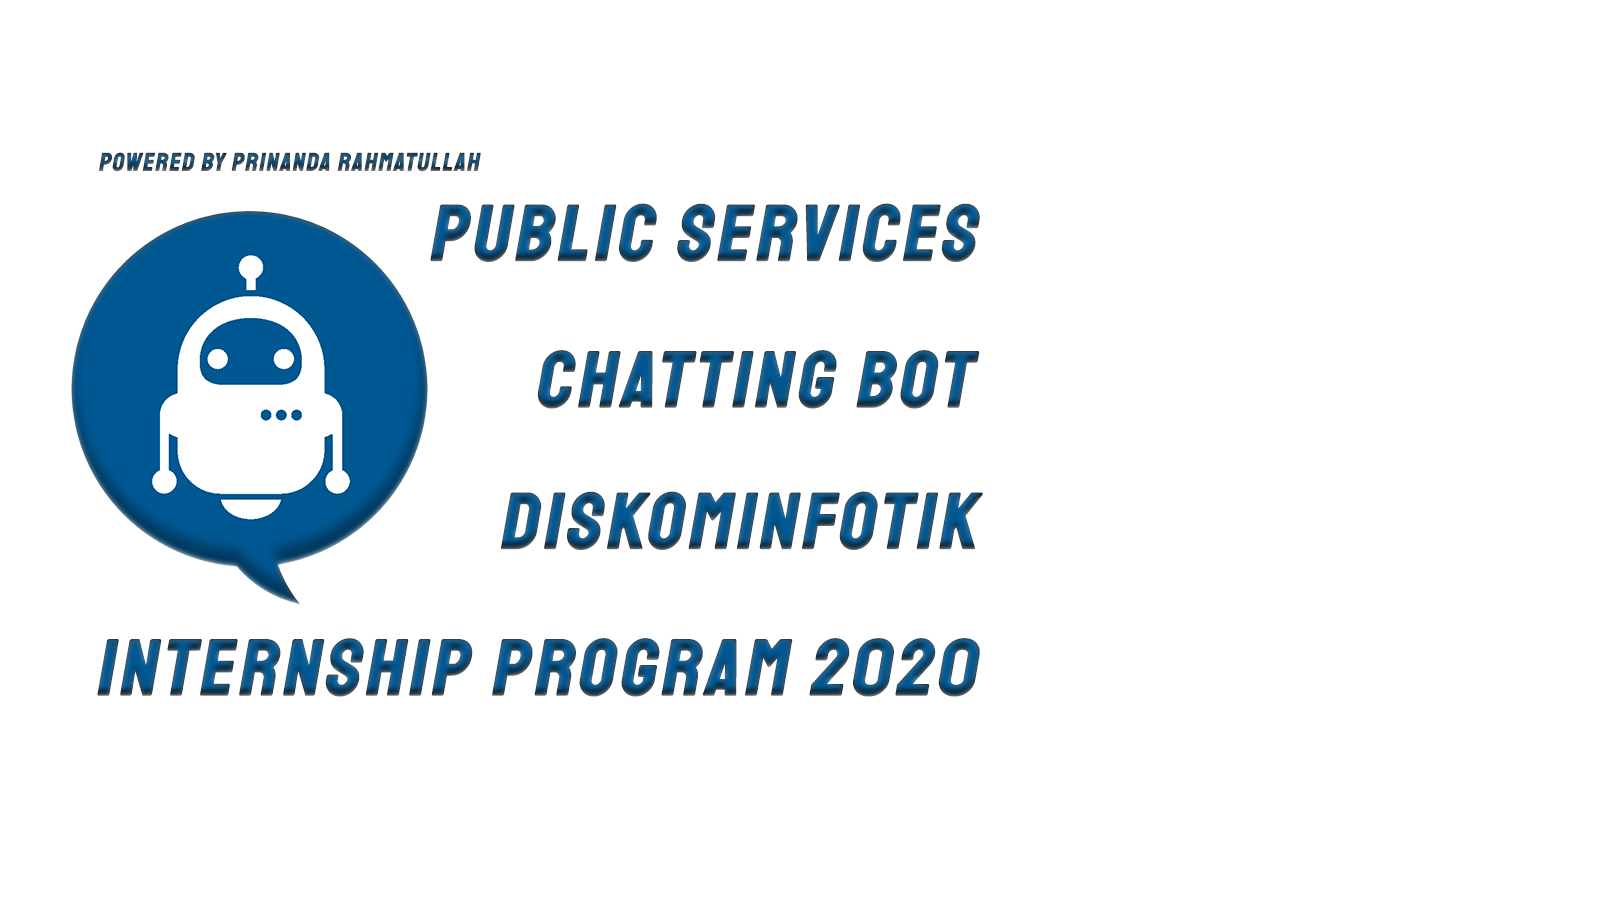 POWERED BY PRINANDA RAHMATULLAH
PUBLIC SERVICES
CHATTING BOT
DISKOMINFOTIK
INTERNSHIP PROGRAM 2020